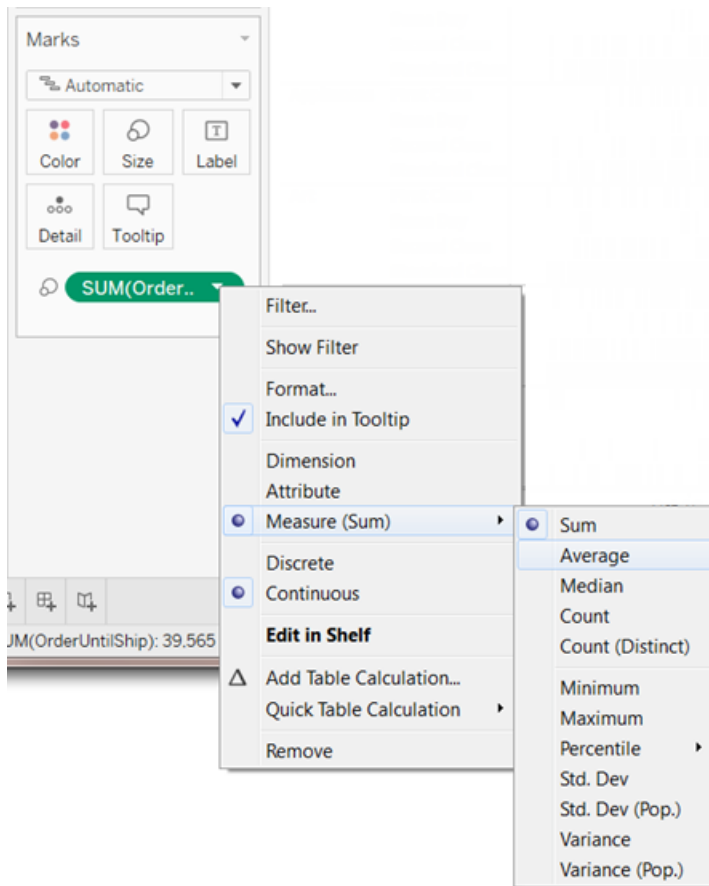 Marks
Automatic
Color Size Label
Detail Tooltip
SUM(Order..
Filter...
Show Filter
Format...
Include in Tooltip
Dimension
Attribute
Measure (Sum)
Discrete
Continuous
Edit in Shelf
Add Table Calculation...
Quick Table Calculation
Remove
Sum
Average
Median
Count
Count (Distinct)
Minimum
Maximum
Percentile
Std. Dev
Std. Dev (Pop.)
Variance
Variance (Pop.)
UM(OrderUntilShip): 39,565